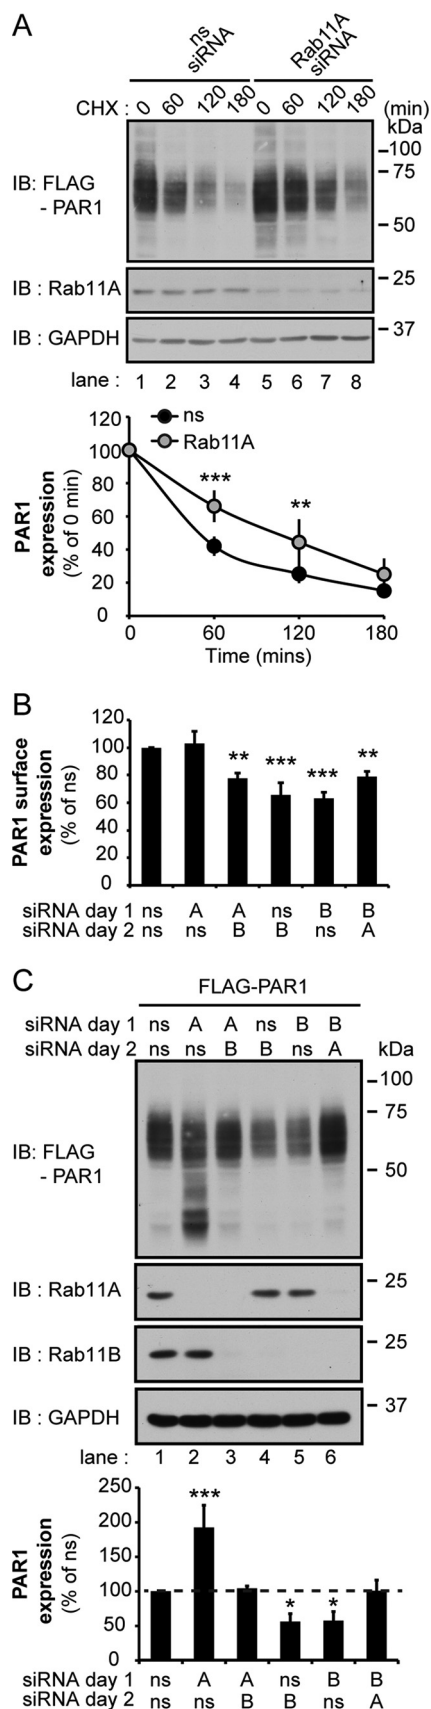 A
ns
siRNA
Rab11A
siRNA
CHX : 0 60 120 180 0 60 120 180 (min)
kDa
100
75
IB: FLAG
- PAR1
50
25
IB : Rab11A
37
IB : GAPDH
lane : 1 2 3 4 5 6 7 8
120
100
80
60
40
20
0
PAR1
expression
(% of 0 min)
ns
Rab11A
***
**
0 60 120 180
Time (mins)
B
120
100
80
60
40
20
0
PAR1 surface
expression
(% of ns)
** *** *** **
siRNA day 1 ns A A ns B B
siRNA day 2 ns ns B B ns A
C
FLAG-PAR1
siRNA day 1 ns A A ns B B
siRNA day 2 ns ns B B ns A kDa
100
75
IB: FLAG
- PAR1
50
25
IB : Rab11A
25
IB : Rab11B
37
IB : GAPDH
lane : 1 2 3 4 5 6
250
200
150
100
50
0
PAR1
expression
(% of ns)
*** * *
siRNA day 1 ns A A ns B B
siRNA day 2 ns ns B B ns A